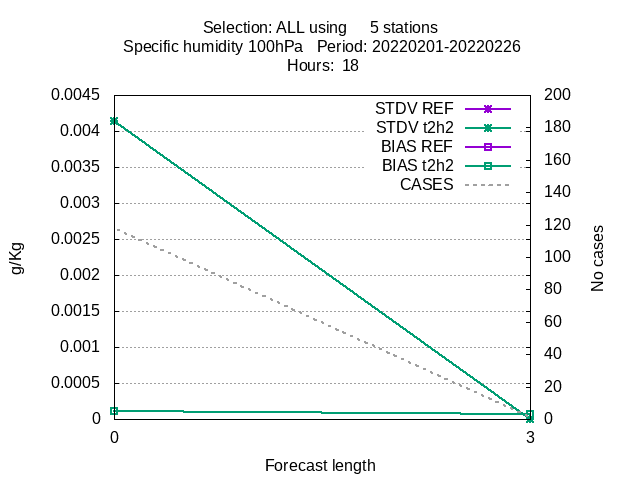 Selection: ALL using 5 stations
Specific humidity 100hPa Period: 20220201-20220226
Hours: 18
0.0045
0.004
0.0035
0.003
0.0025
0.002
0.0015
0.001
0.0005
0
g/Kg
STDV REF
STDV t2h2
BIAS REF
BIAS t2h2
CASES
200
180
160
140
120
100
80
60
40
20
0
No cases
0 3
Forecast length